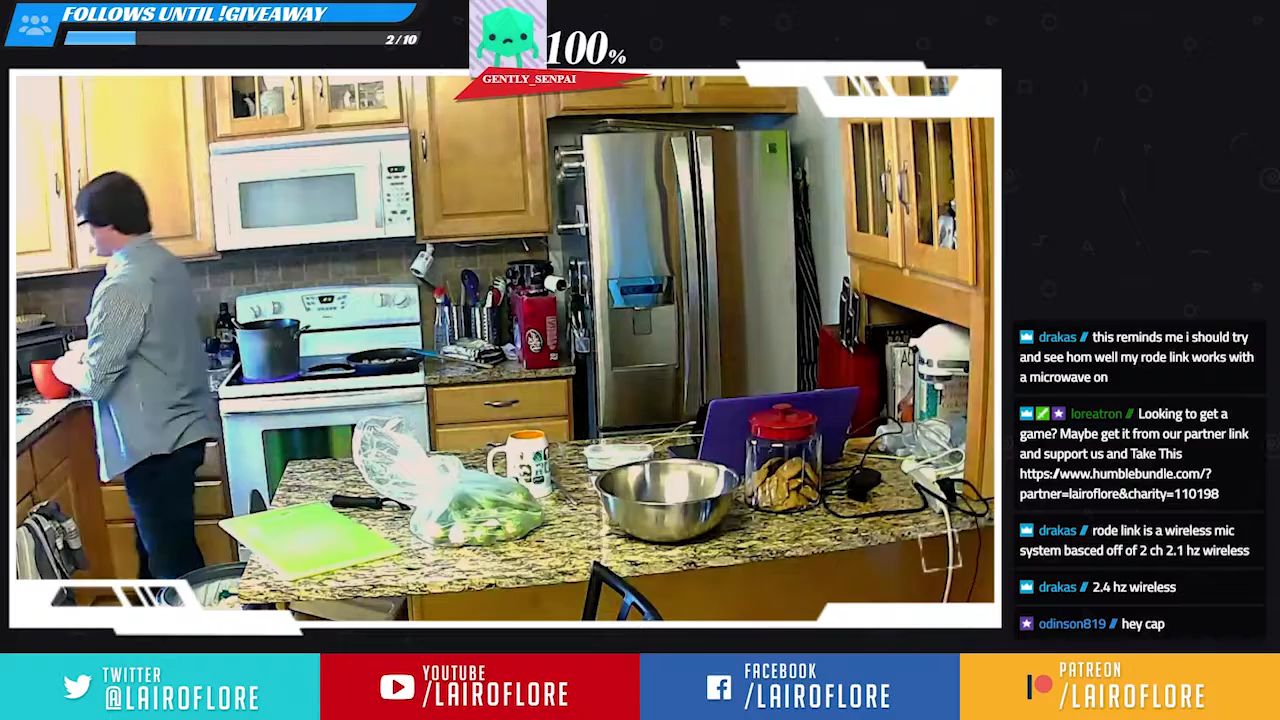 FOLLOWS UNTIL !GIVEAWAY
2/10
100%
GENTLY_SENPAI
drakas // this reminds me i should try
and see hom well my rode link works with
a microwave on
loreatron // Looking to get a
game? Maybe get it from our partner link
and support us and Take This
https://www.humblebundle.com/?
partner=lairoflore&charity=110198
drakas // rode link is a wireless mic
system basced off of 2 ch 2.1 hz wireless
drakas // 2.4 hz wireless
odinson819 // hey cap
TWITTER
@LAIROFLORE
YOUTUBE
/LAIROFLORE
FACEBOOK
/LAIROFLORE
PATREON
/LAIROFLORE